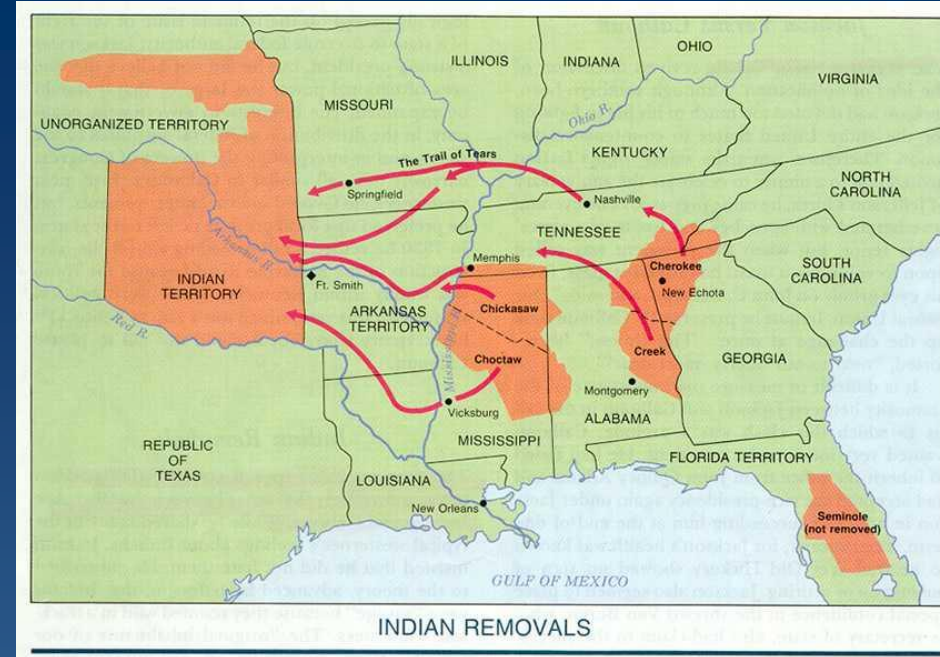 ILLINOIS
INDIANA
OHIO
VIRGINIA
MISSOURI
UNORGANIZED TERRITORY
Ohio R.
KENTUCKY
The Trail of Tears
Springfield
Nashville
NORTH
CAROLINA
TENNESSEE
Arkansas R.
Memphis
Cherokee
SOUTH
CAROLINA
INDIAN
TERRITORY
Ft. Smith
New Echota
Chickasaw
ARKANSAS
TERRITORY
Red R.
Mississippi R.
Choctaw
Creek
GEORGIA
Montgomery
Vicksburg
ALABAMA
MISSISSIPPI
REPUBLIC
OF
TEXAS
FLORIDA TERRITORY
LOUISIANA
New Orleans
Seminole
(not removed)
GULF OF MEXICO
INDIAN REMOVALS